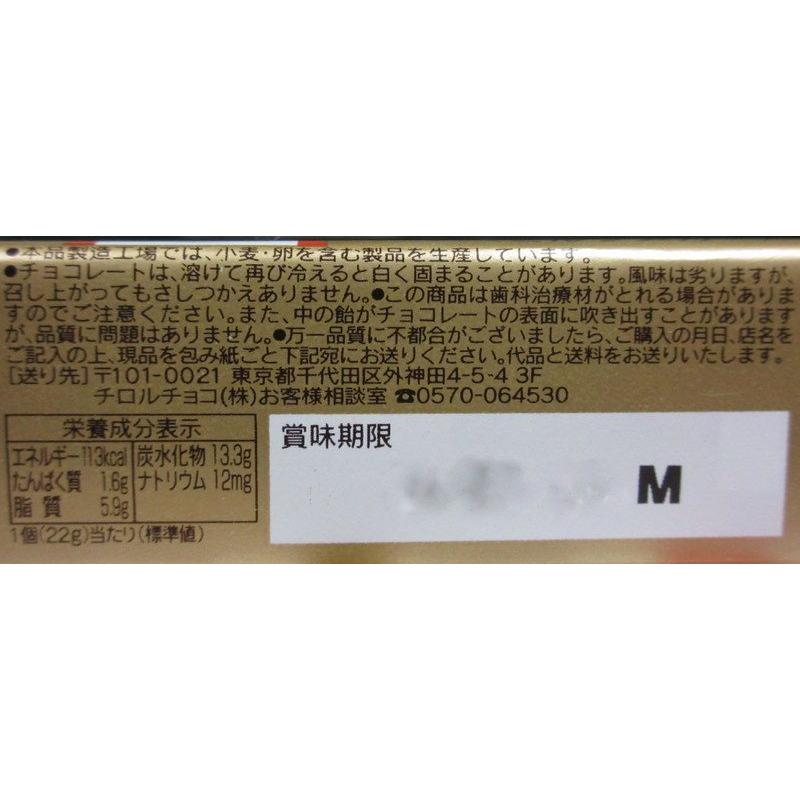 ●本品製造工場では、小麦・卵を含む製品を生産しています。
●チョコレートは、溶けて再び冷えると白く固まることがあります。風味は劣りますが、
召し上がってもさしつかえありません。●この商品は歯科治療材がとれる場合がありま
すのでご注意ください。また、中の飴がチョコレートの表面に吹き出すことがあります
が、品質に問題はありません。●万一品質に不都合がございましたら、ご購入の月日、店名を
ご記入の上、現品を包み紙ごと下記宛にお送りください。代品と送料をお送りいたします。
[送り先]〒101-0021 東京都千代田区外神田4-5-4 3F
チロルチョコ(株)お客様相談室 ☎0570-064530
栄養成分表示
エネルギー113kcal 炭水化物 13.3g
たんぱく質 1.6g ナトリウム 12mg
脂質 5.9g
1個(22g)当たり(標準値)
賞味期限
M